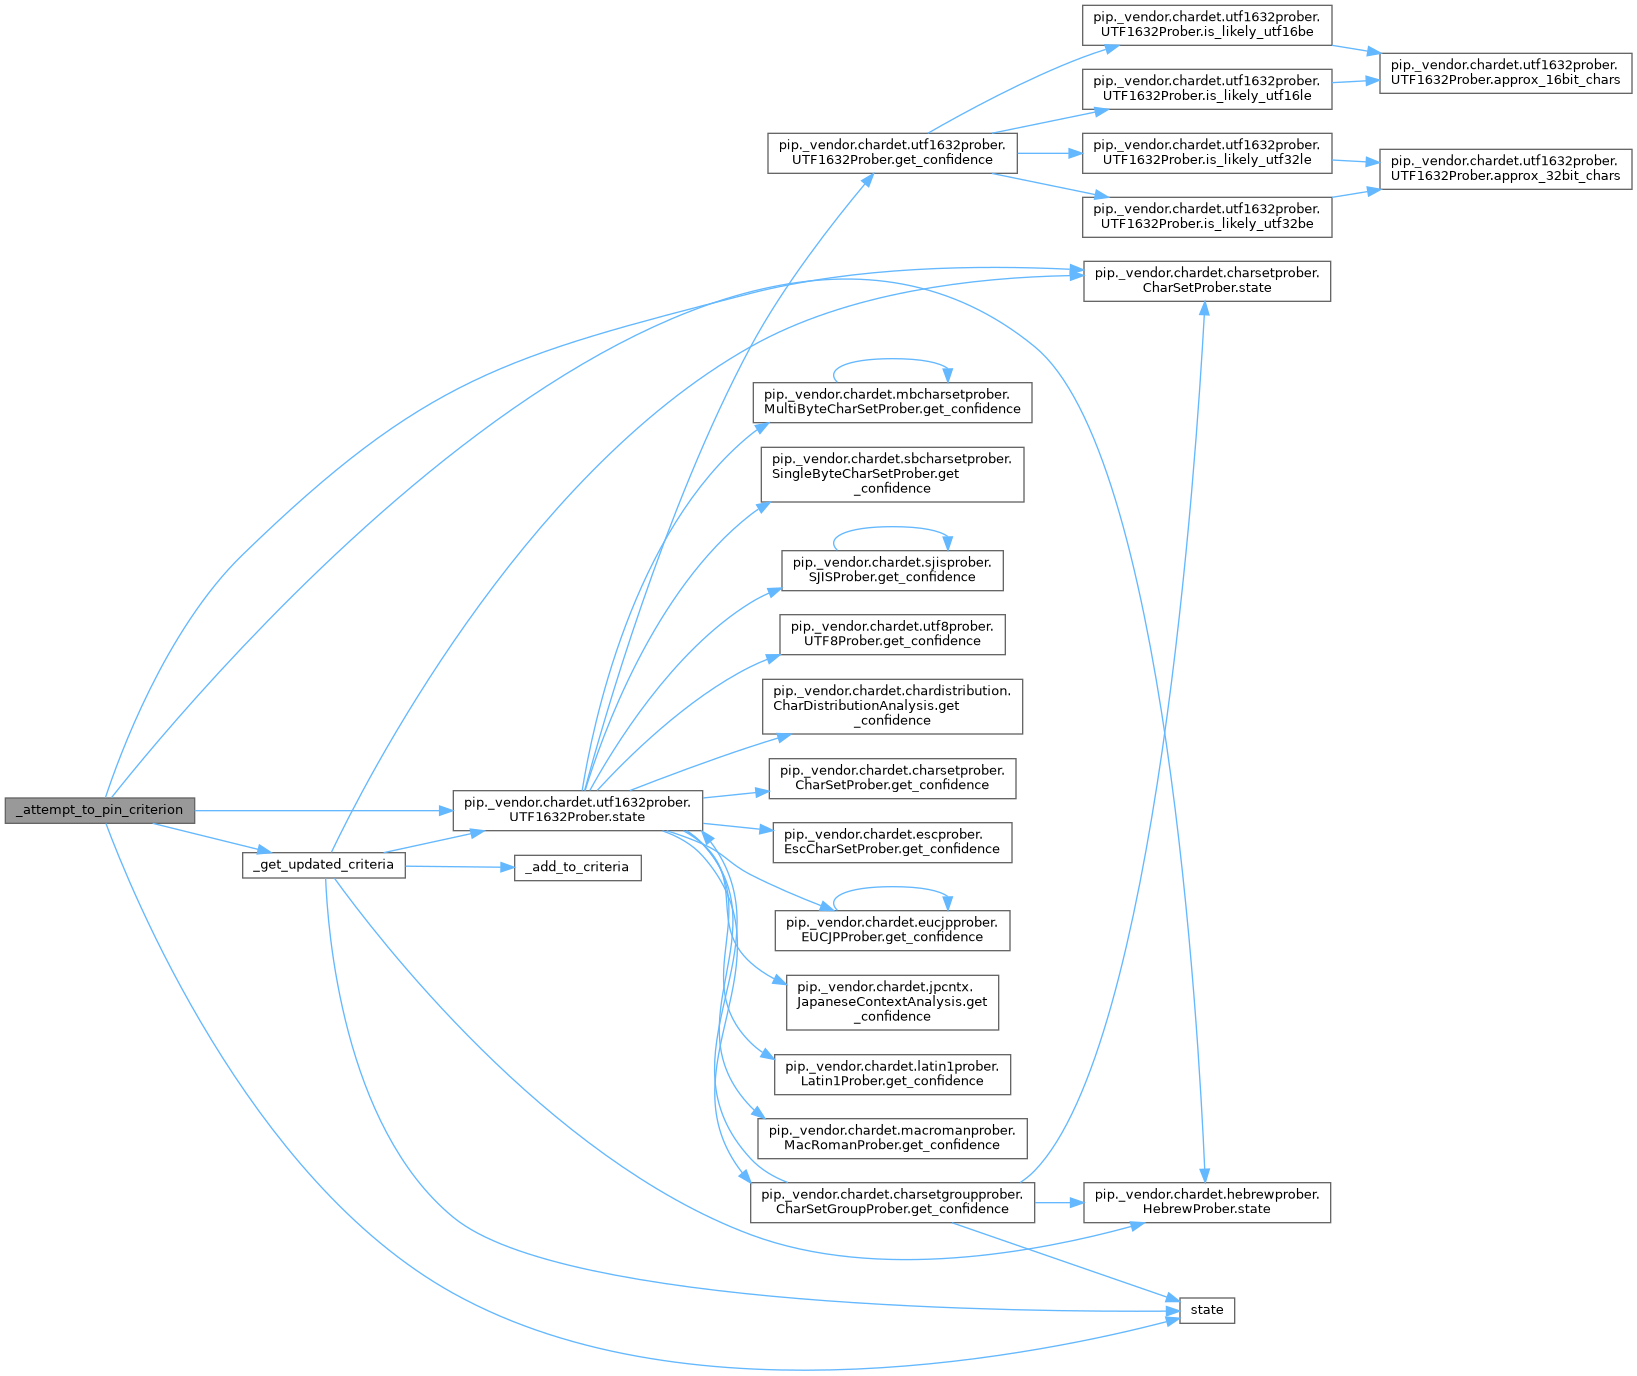 pip._vendor.chardet.utf1632prober.
UTF1632Prober.is_likely_utf16be
pip._vendor.chardet.utf1632prober.
UTF1632Prober.approx_16bit_chars
pip._vendor.chardet.utf1632prober.
UTF1632Prober.is_likely_utf16le
pip._vendor.chardet.utf1632prober.
UTF1632Prober.get_confidence
pip._vendor.chardet.utf1632prober.
UTF1632Prober.is_likely_utf32le
pip._vendor.chardet.utf1632prober.
UTF1632Prober.approx_32bit_chars
pip._vendor.chardet.utf1632prober.
UTF1632Prober.is_likely_utf32be
pip._vendor.chardet.charsetprober.
CharSetProber.state
pip._vendor.chardet.mbcharsetprober.
MultiByteCharSetProber.get_confidence
pip._vendor.chardet.sbcharsetprober.
SingleByteCharSetProber.get
_confidence
pip._vendor.chardet.sjisprober.
SJISProber.get_confidence
pip._vendor.chardet.utf8prober.
UTF8Prober.get_confidence
pip._vendor.chardet.chardistribution.
CharDistributionAnalysis.get
_confidence
pip._vendor.chardet.charsetprober.
CharSetProber.get_confidence
_attempt_to_pin_criterion
pip._vendor.chardet.utf1632prober.
UTF1632Prober.state
pip._vendor.chardet.escprober.
EscCharSetProber.get_confidence
_get_updated_criteria
_add_to_criteria
pip._vendor.chardet.eucjpprober.
EUCJPProber.get_confidence
pip._vendor.chardet.jpcntx.
JapaneseContextAnalysis.get
_confidence
pip._vendor.chardet.latin1prober.
Latin1Prober.get_confidence
pip._vendor.chardet.macromanprober.
MacRomanProber.get_confidence
pip._vendor.chardet.charsetgroupprober.
CharSetGroupProber.get_confidence
pip._vendor.chardet.hebrewprober.
HebrewProber.state
state